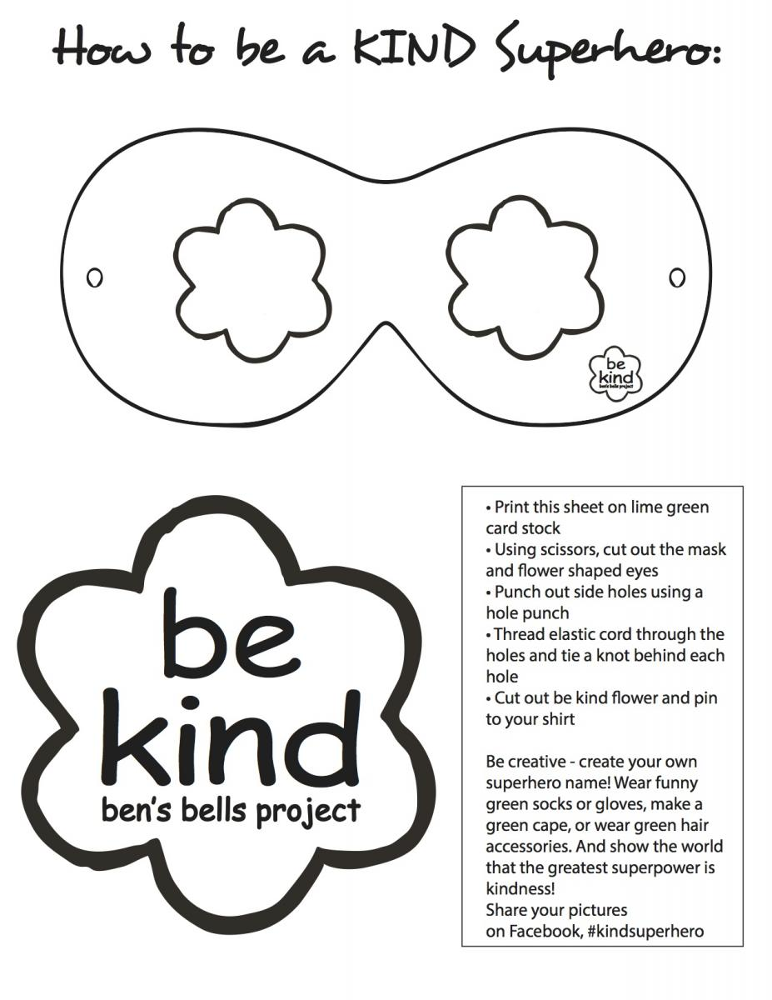 How to be a KIND Superhero:
be
kind
ben's bells project
be
kind
ben's bells project
• Print this sheet on lime green
card stock
• Using scissors, cut out the mask
and flower shaped eyes
• Punch out side holes using a
hole punch
• Thread elastic cord through the
holes and tie a knot behind each
hole
• Cut out be kind flower and pin
to your shirt
Be creative - create your own
superhero name! Wear funny
green socks or gloves, make a
green cape, or wear green hair
accessories. And show the world
that the greatest superpower is
kindness!
Share your pictures
on Facebook, #kindsuperhero